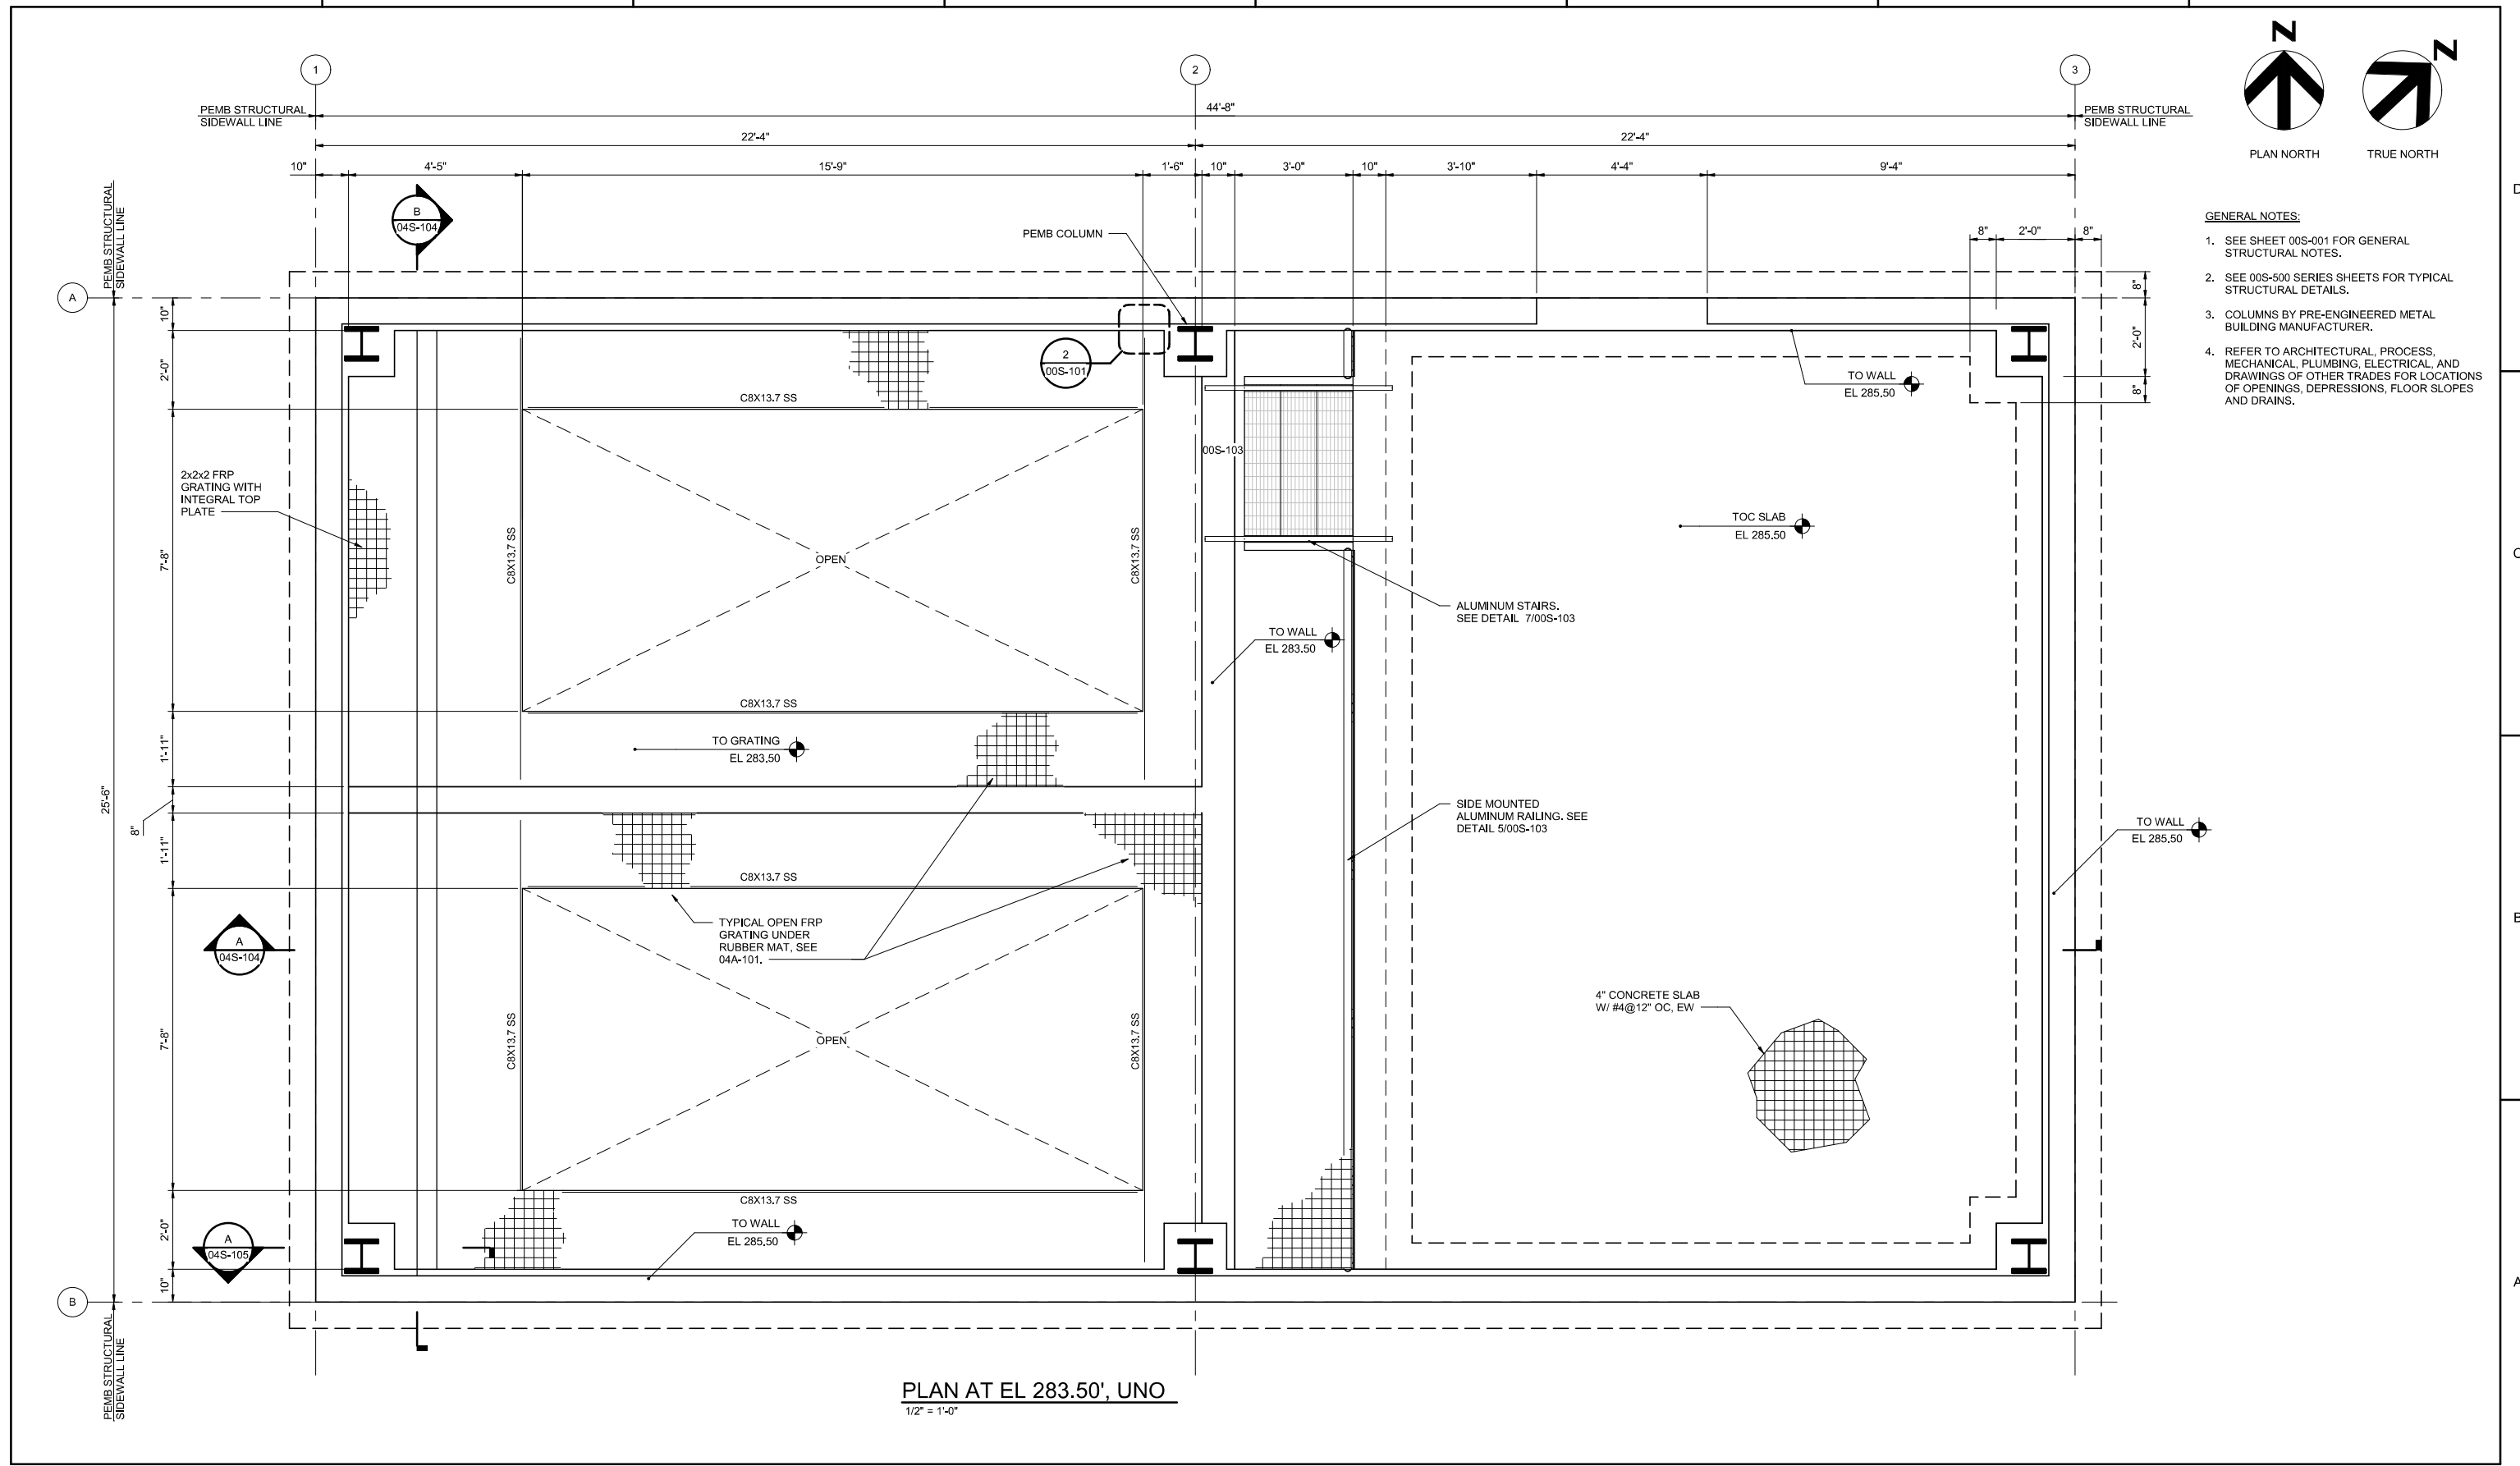 1
2
3
N
N
PLAN NORTH
TRUE NORTH
PEMB STRUCTURAL
SIDEWALL LINE
44'-8"
PEMB STRUCTURAL
SIDEWALL LINE
22'-4"
22'-4"
10"
4'-5"
15'-9"
1'-6"
10"
3'-0"
10"
3'-10"
4'-4"
9'-4"
D
C
B
A
GENERAL NOTES:
1. SEE SHEET 00S-001 FOR GENERAL
STRUCTURAL NOTES.
2. SEE 00S-500 SERIES SHEETS FOR TYPICAL
STRUCTURAL DETAILS.
3. COLUMNS BY PRE-ENGINEERED METAL
BUILDING MANUFACTURER.
4. REFER TO ARCHITECTURAL, PROCESS,
MECHANICAL, PLUMBING, ELECTRICAL, AND
DRAWINGS OF OTHER TRADES FOR LOCATIONS
OF OPENINGS, DEPRESSIONS, FLOOR SLOPES
AND DRAINS.
PEMB STRUCTURAL
SIDEWALL LINE
B
04S-104
PEMB COLUMN
8"
2'-0"
8"
8"
2'-0"
8"
A
10"
2'-0"
7'-8"
1'-11"
8"
1'-11"
7'-8"
2'-0"
10"
25'-6"
2
00S-101
C8X13.7 SS
TO WALL
EL 285.50
00S-103
2x2x2 FRP
GRATING WITH
INTEGRAL TOP
PLATE
C8X13.7 SS
OPEN
C8X13.7 SS
TOC SLAB
EL 285.50
ALUMINUM STAIRS.
SEE DETAIL 7/00S-103
TO WALL
EL 283.50
C8X13.7 SS
TO GRATING
EL 283.50
SIDE MOUNTED
ALUMINUM RAILING. SEE
DETAIL 5/00S-103
TO WALL
EL 285.50
C8X13.7 SS
TYPICAL OPEN FRP
GRATING UNDER
RUBBER MAT, SEE
04A-101.
A
04S-104
4" CONCRETE SLAB
W/ #4@12" OC, EW
C8X13.7 SS
OPEN
C8X13.7 SS
C8X13.7 SS
TO WALL
EL 285.50
A
04S-105
B
PEMB STRUCTURAL
SIDEWALL LINE
PLAN AT EL 283.50', UNO
1/2" = 1'-0"